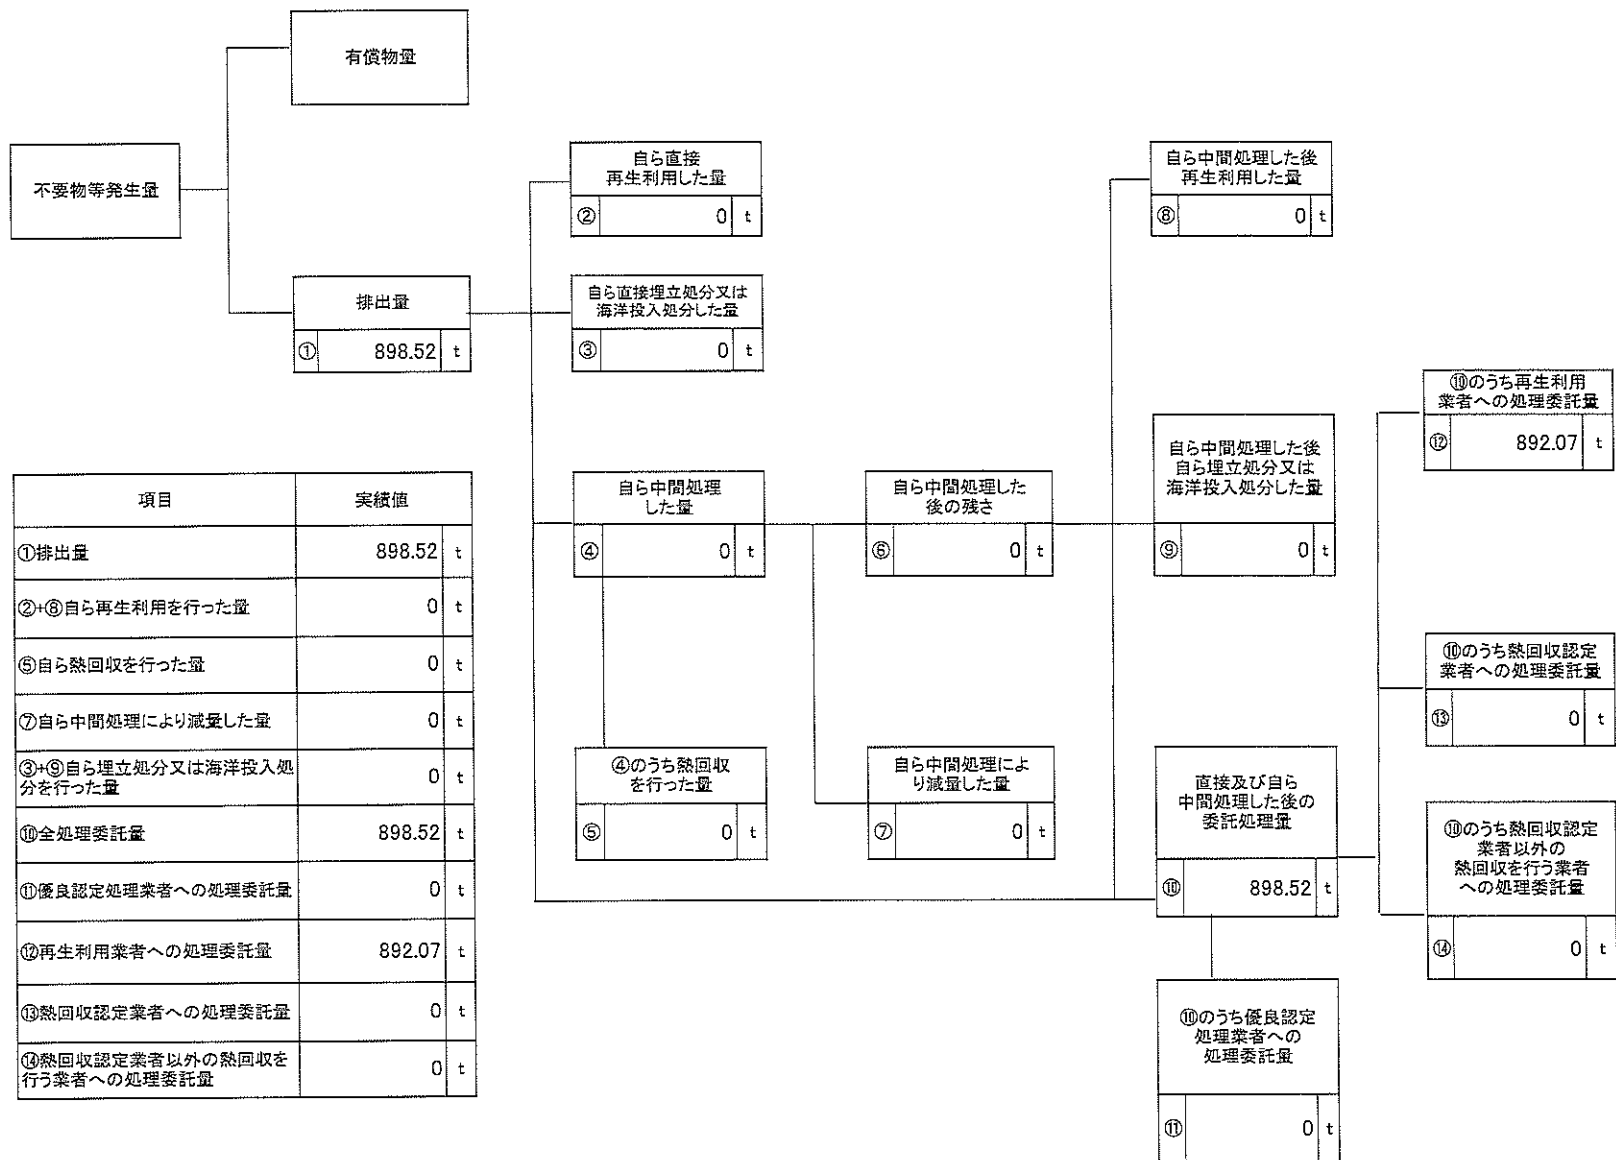 有償物量
不要物等発生量
排出量
① 898.52 t
自ら直接
再生利用した量
② 0 t
自ら直接埋立処分又は
海洋投入処分した量
③ 0 t
自ら中間処理
した量
④ 0 t
④のうち熱回収
を行った量
⑤ 0 t
自ら中間処理した
後の残さ
⑥ 0 t
自ら中間処理によ
り減量した量
⑦ 0 t
自ら中間処理した後
再生利用した量
⑧ 0 t
自ら中間処理した後
自ら埋立処分又は
海洋投入処分した量
⑨ 0 t
直接及び自ら
中間処理した後の
委託処理量
⑩ 898.52 t
⑩のうち優良認定
処理業者への
処理委託量
⑪ 0 t
⑩のうち再生利用
業者への処理委託量
⑫ 892.07 t
⑩のうち熱回収認定
業者への処理委託量
⑬ 0 t
⑩のうち熱回収認定
業者以外の
熱回収を行う業者
への処理委託量
⑭ 0 t
項目 実績値
①排出量 898.52 t
②+⑧自ら再生利用を行った量 0 t
⑤自ら熱回収を行った量 0 t
⑦自ら中間処理により減量した量 0 t
③+⑨自ら埋立処分又は海洋投入処
分を行った量 0 t
⑩全処理委託量 898.52 t
⑪優良認定処理業者への処理委託量 0 t
⑫再生利用業者への処理委託量 892.07 t
⑬熱回収認定業者への処理委託量 0 t
⑭熱回収認定業者以外の熱回収を
行う業者への処理委託量 0 t